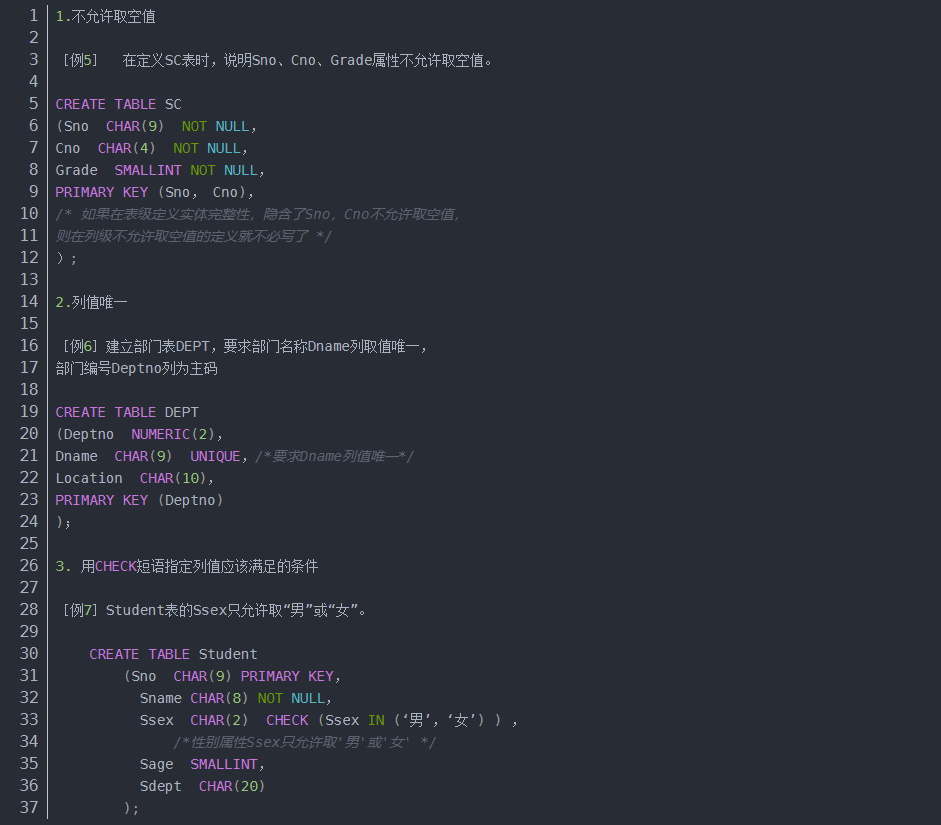 1 1.不允许取空值
2
3 [例5]   在定义SC表时，说明Sno、Cno、Grade属性不允许取空值。
4
5 CREATE TABLE SC
6 (Sno  CHAR(9)  NOT NULL，
7 Cno  CHAR(4)  NOT NULL，
8 Grade  SMALLINT NOT NULL，
9 PRIMARY KEY (Sno， Cno)，
10 /* 如果在表级定义实体完整性，隐含了Sno，Cno不允许取空值，
11 则在列级不允许取空值的定义就不必写了 */
12 ）;
13
14 2.列值唯一
15
16 [例6］建立部门表DEPT，要求部门名称Dname列取值唯一，
17 部门编号Deptno列为主码
18
19 CREATE TABLE DEPT
20 (Deptno  NUMERIC(2)，
21 Dname  CHAR(9)  UNIQUE，/*要求Dname列值唯一*/
22 Location  CHAR(10)，
23 PRIMARY KEY (Deptno)
24 )；
25
26 3. 用CHECK短语指定列值应该满足的条件
27
28 [例7］Student表的Ssex只允许取“男”或“女”。
29
30     CREATE TABLE Student
31         (Sno  CHAR(9) PRIMARY KEY，
32           Sname CHAR(8) NOT NULL，
33           Ssex  CHAR(2)  CHECK (Ssex IN (‘男’，‘女’) ) ，
34               /*性别属性Ssex只允许取'男'或'女' */
35           Sage  SMALLINT，
36           Sdept  CHAR(20)
37         );